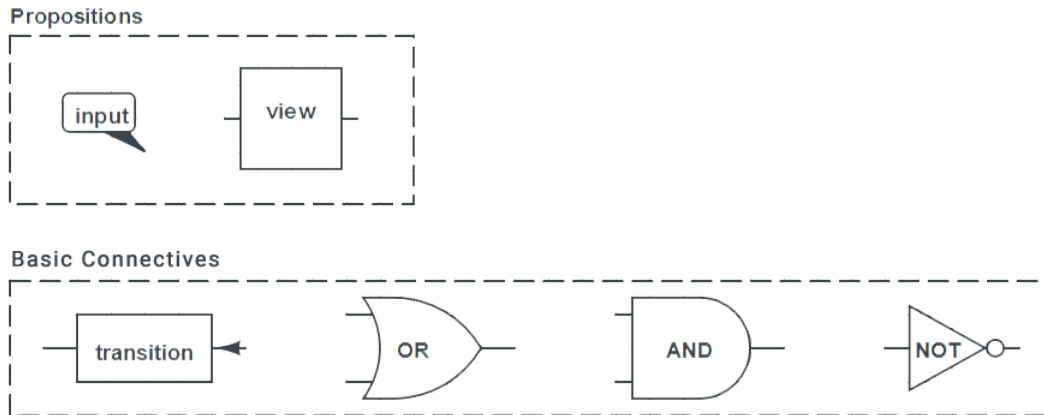 Propositions
input
view
Basic Connectives
transition
OR
AND
NOT